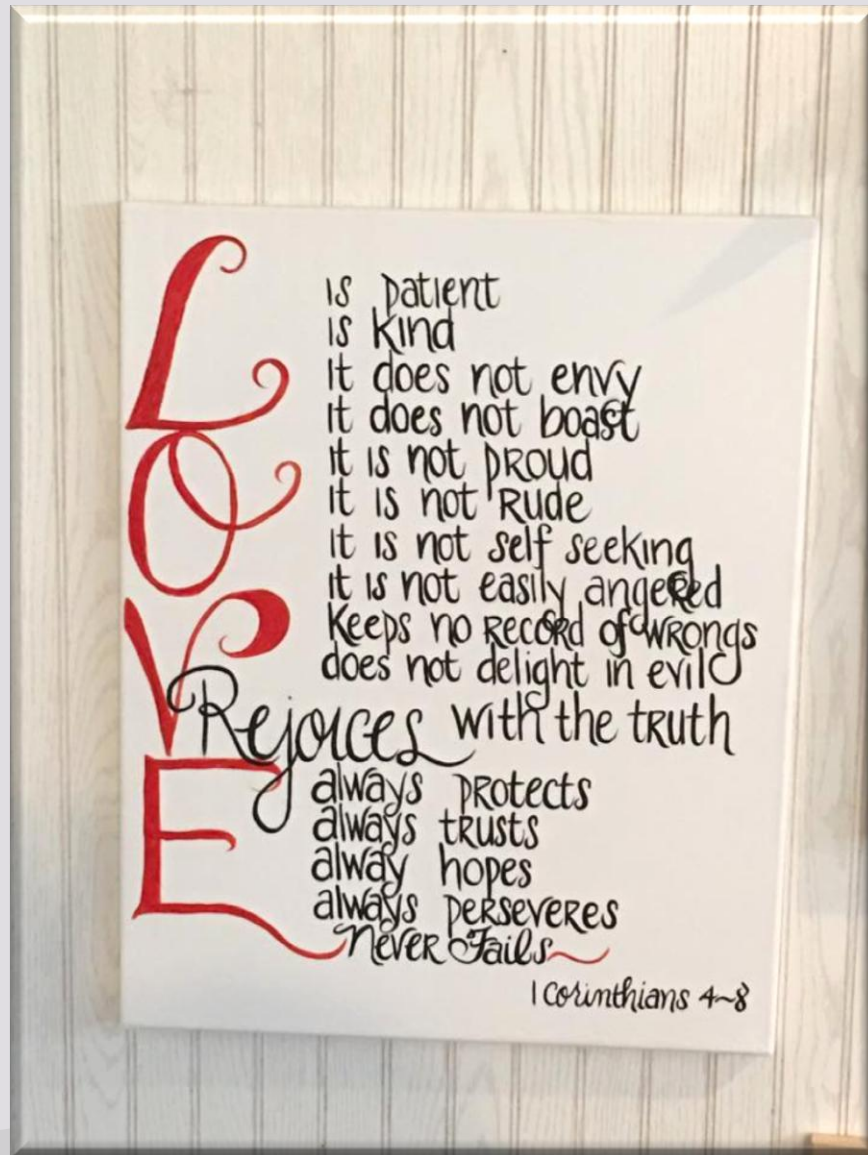 LOVE
is patient
is kind
it does not envy
it does not boast
it is not proud
it is not Rude
it is not self seeking
it is not easily angered
Keeps no record of wrongs
does not delight in evil
Rejoices with the truth
always protects
always trusts
alway hopes
always perseveres
Never Fails
1 Corinthians 4~8